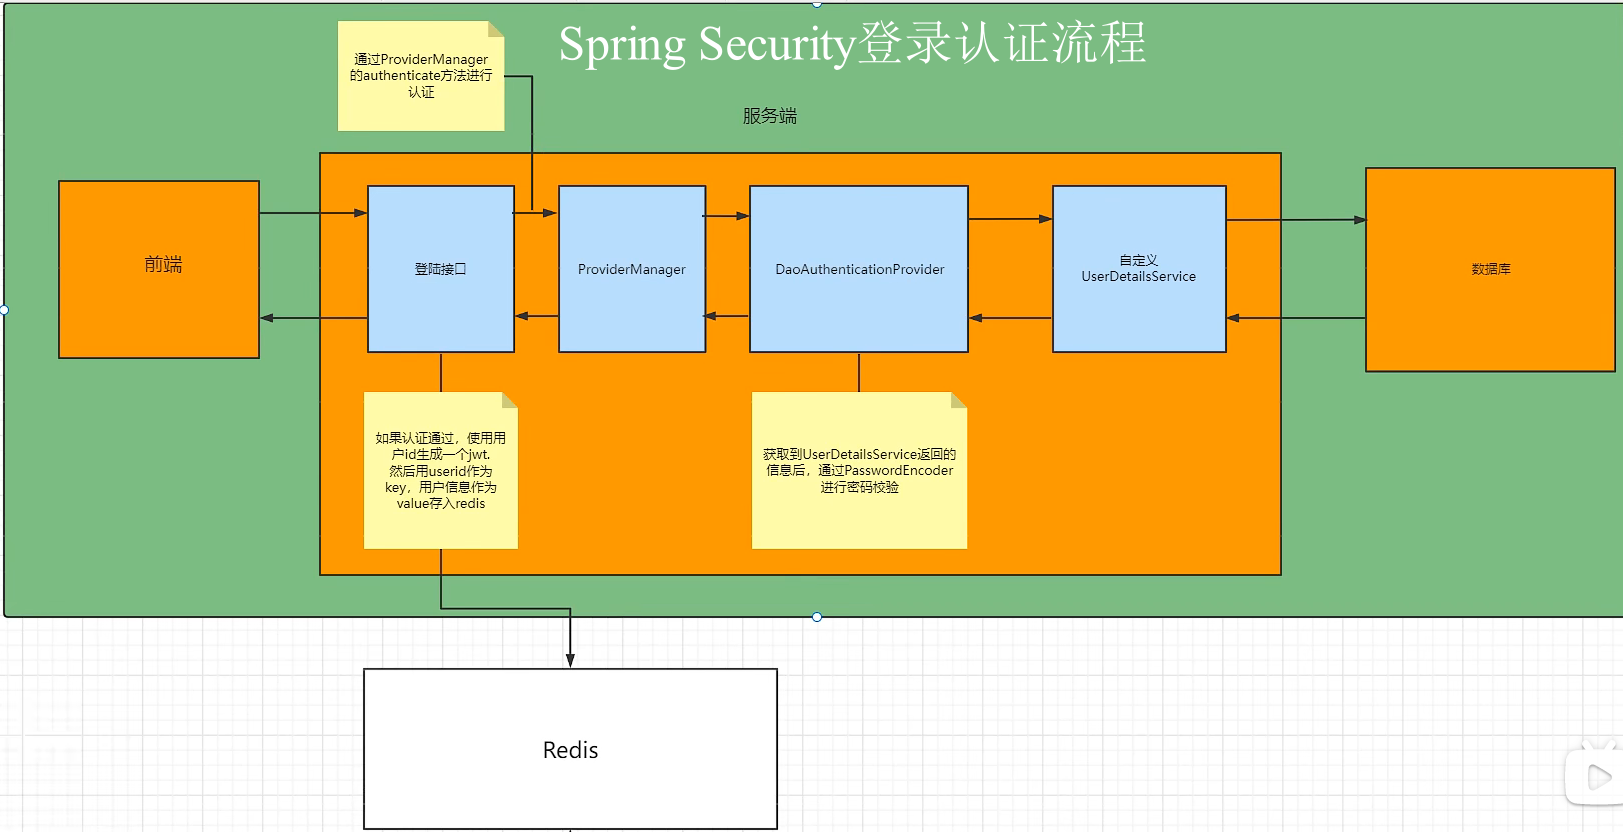 Spring Security登录认证流程
通过ProviderManager
的authenticate方法进行
认证
服务端
前端
登陆接口
ProviderManager
DaoAuthenticationProvider
自定义
UserDetailsService
数据库
如果认证通过，使用用
户id生成一个jwt.
然后用userid作为
key，用户信息作为
value存入redis
获取到UserDetailsService返回的
信息后，通过PasswordEncoder
进行密码校验
Redis